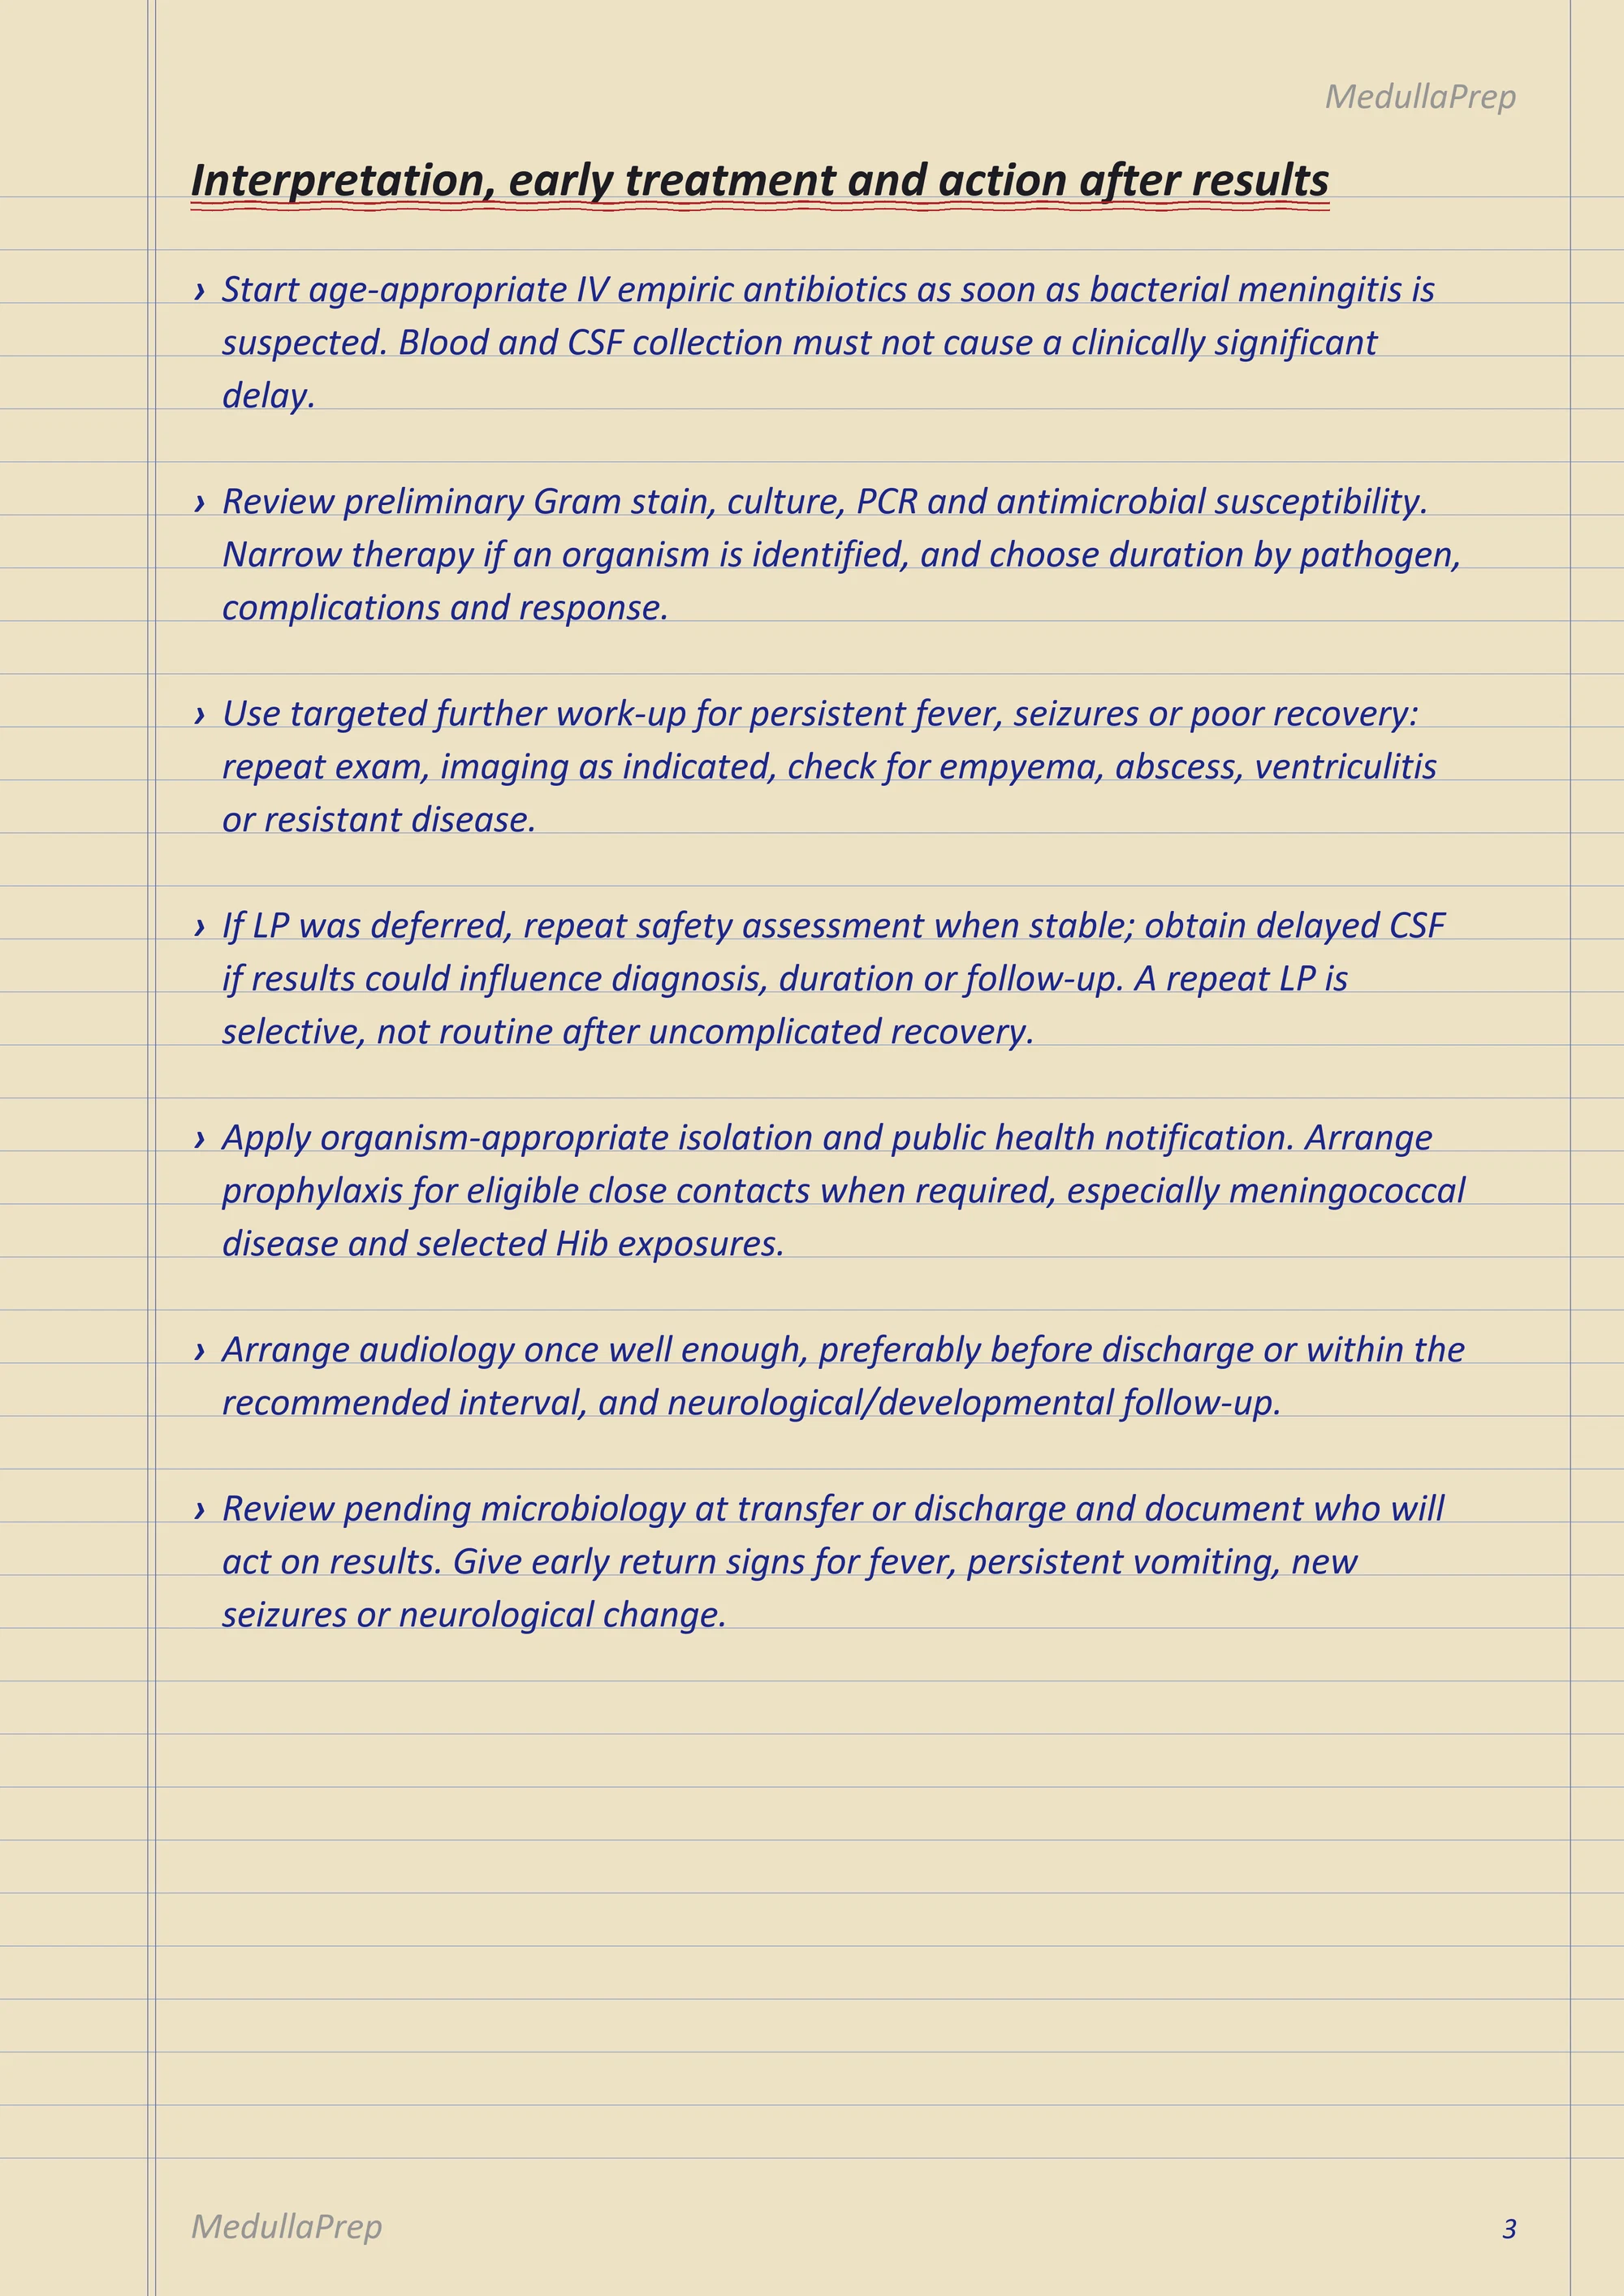 MedullaPrep
Interpretation, early treatment and action after results
› Start age-appropriate IV empiric antibiotics as soon as bacterial meningitis is
suspected. Blood and CSF collection must not cause a clinically significant
delay.
› Review preliminary Gram stain, culture, PCR and antimicrobial susceptibility.
Narrow therapy if an organism is identified, and choose duration by pathogen,
complications and response.
› Use targeted further work-up for persistent fever, seizures or poor recovery:
repeat exam, imaging as indicated, check for empyema, abscess, ventriculitis
or resistant disease.
› If LP was deferred, repeat safety assessment when stable; obtain delayed CSF
if results could influence diagnosis, duration or follow-up. A repeat LP is
selective, not routine after uncomplicated recovery.
› Apply organism-appropriate isolation and public health notification. Arrange
prophylaxis for eligible close contacts when required, especially meningococcal
disease and selected Hib exposures.
› Arrange audiology once well enough, preferably before discharge or within the
recommended interval, and neurological/developmental follow-up.
› Review pending microbiology at transfer or discharge and document who will
act on results. Give early return signs for fever, persistent vomiting, new
seizures or neurological change.
MedullaPrep
3